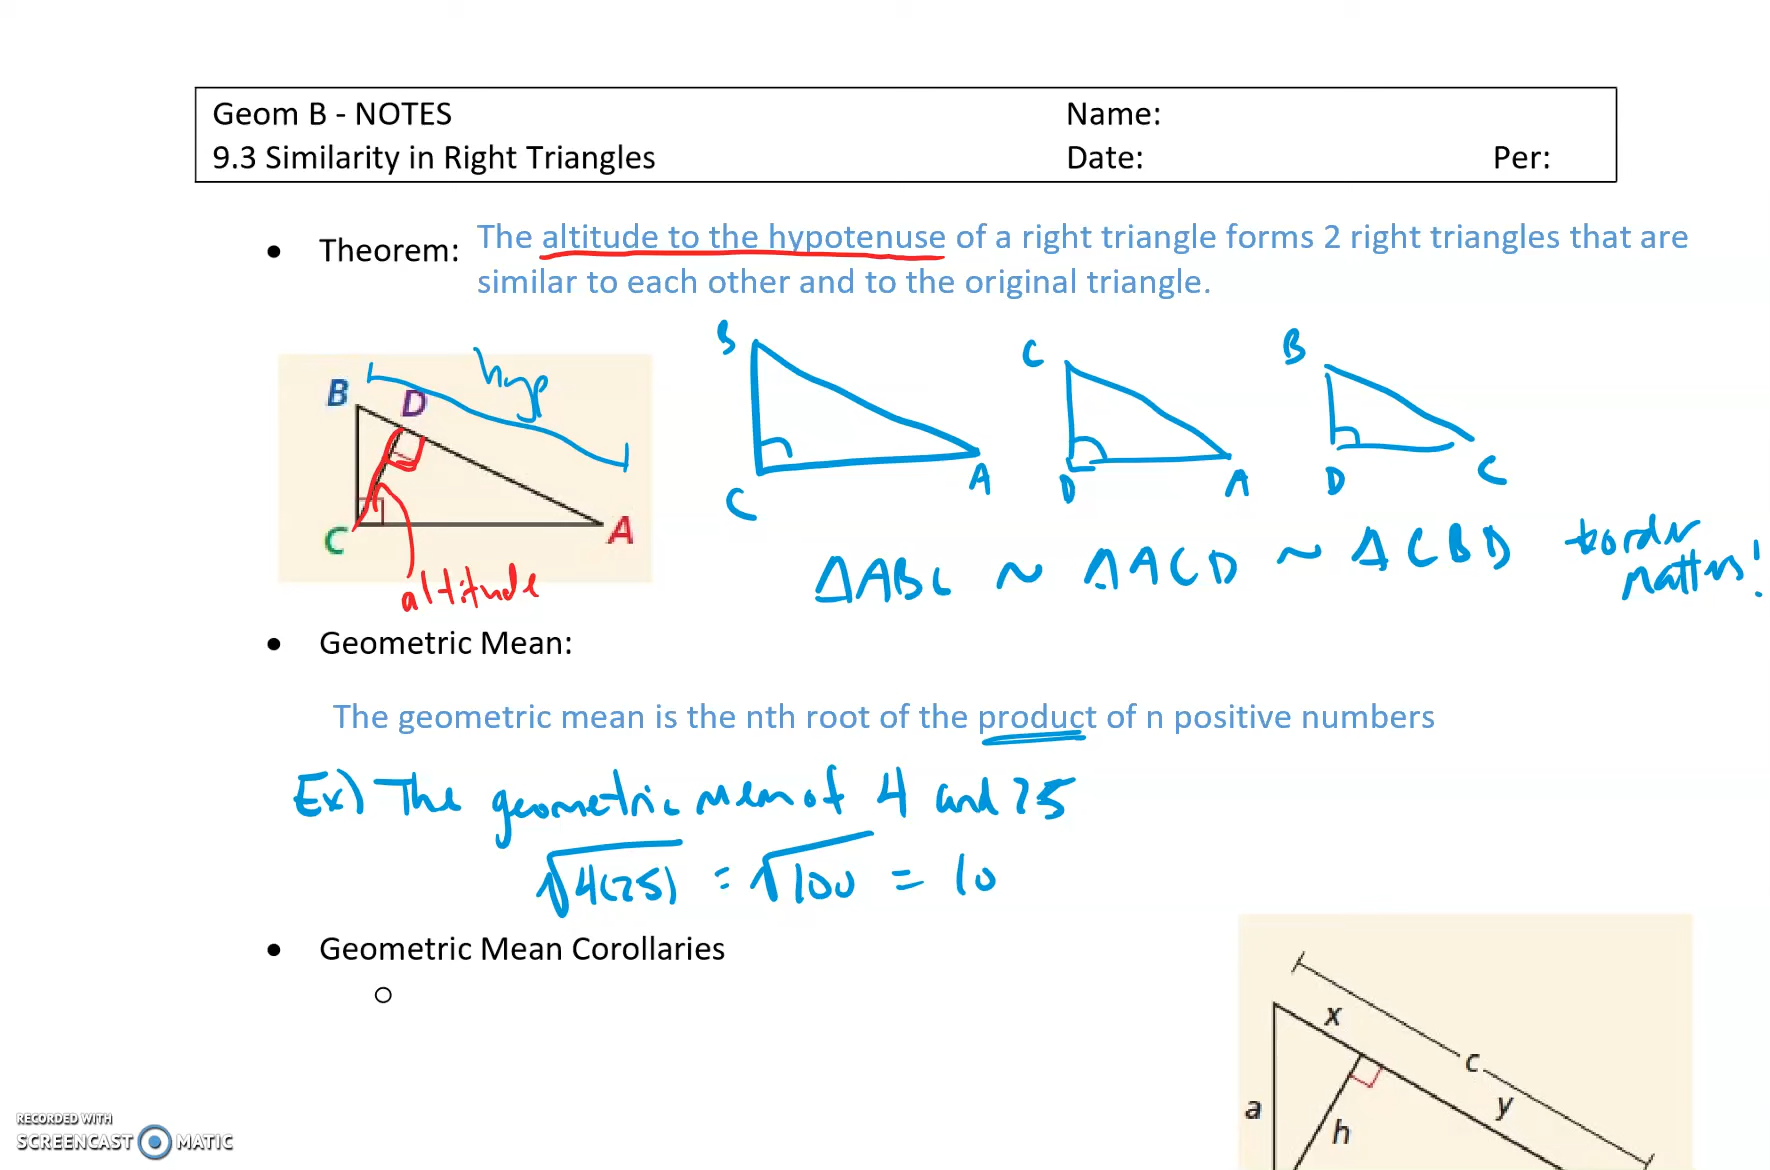 Geom B - NOTES
Name:
9.3 Similarity in Right Triangles
Date:
Per:
• Theorem: The altitude to the hypotenuse of a right triangle forms 2 right triangles that are
similar to each other and to the original triangle.
B
D
hyp
C
A
altitude
B
C
A
C
D
A
B
D
C
△ABC ~ △ACD ~ △CBD
order
matters!
• Geometric Mean:
The geometric mean is the nth root of the product of n positive numbers
Ex) The geometric mean of 4 and 25
√4(25) = √100 = 10
• Geometric Mean Corollaries
o
x
c
y
a
h
RECORDED WITH
SCREENCAST MATIC